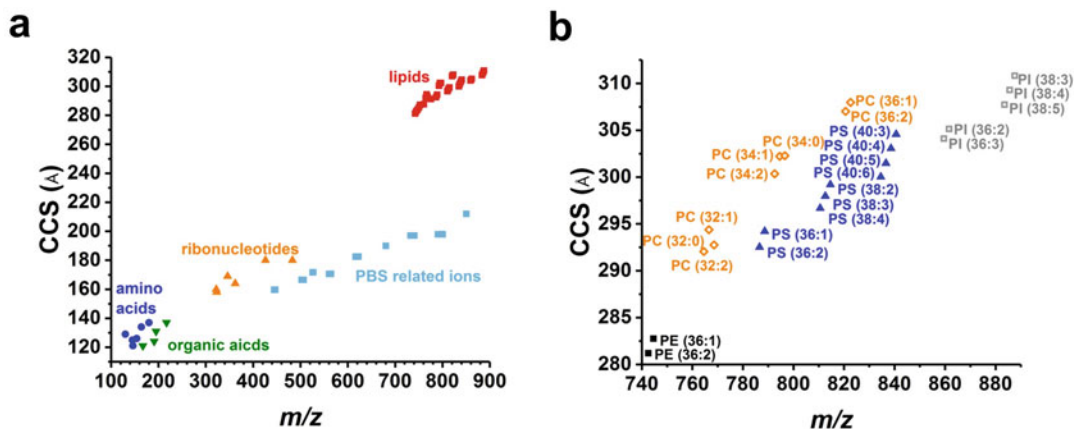 a
CCS (Å)
320
300
280
260
240
220
200
180
160
140
120
lipids
ribonucleotides
PBS related ions
amino
acids
organic aicds
100 200 300 400 500 600 700 800 900
m/z
b
CCS (Å)
310
305
300
295
290
285
280
PI (38:3)
PI (38:4)
PI (38:5)
PI (36:2)
PI (36:3)
PC (36:1)
PC (36:2)
PS (40:3)
PC (34:0)
PS (40:4)
PC (34:1)
PS (40:5)
PC (34:2)
PS (40:6)
PS (38:2)
PS (38:3)
PS (38:4)
PC (32:1)
PC (32:0)
PC (32:2)
PS (36:1)
PS (36:2)
PE (36:1)
PE (36:2)
740 760 780 800 820 840 860 880
m/z